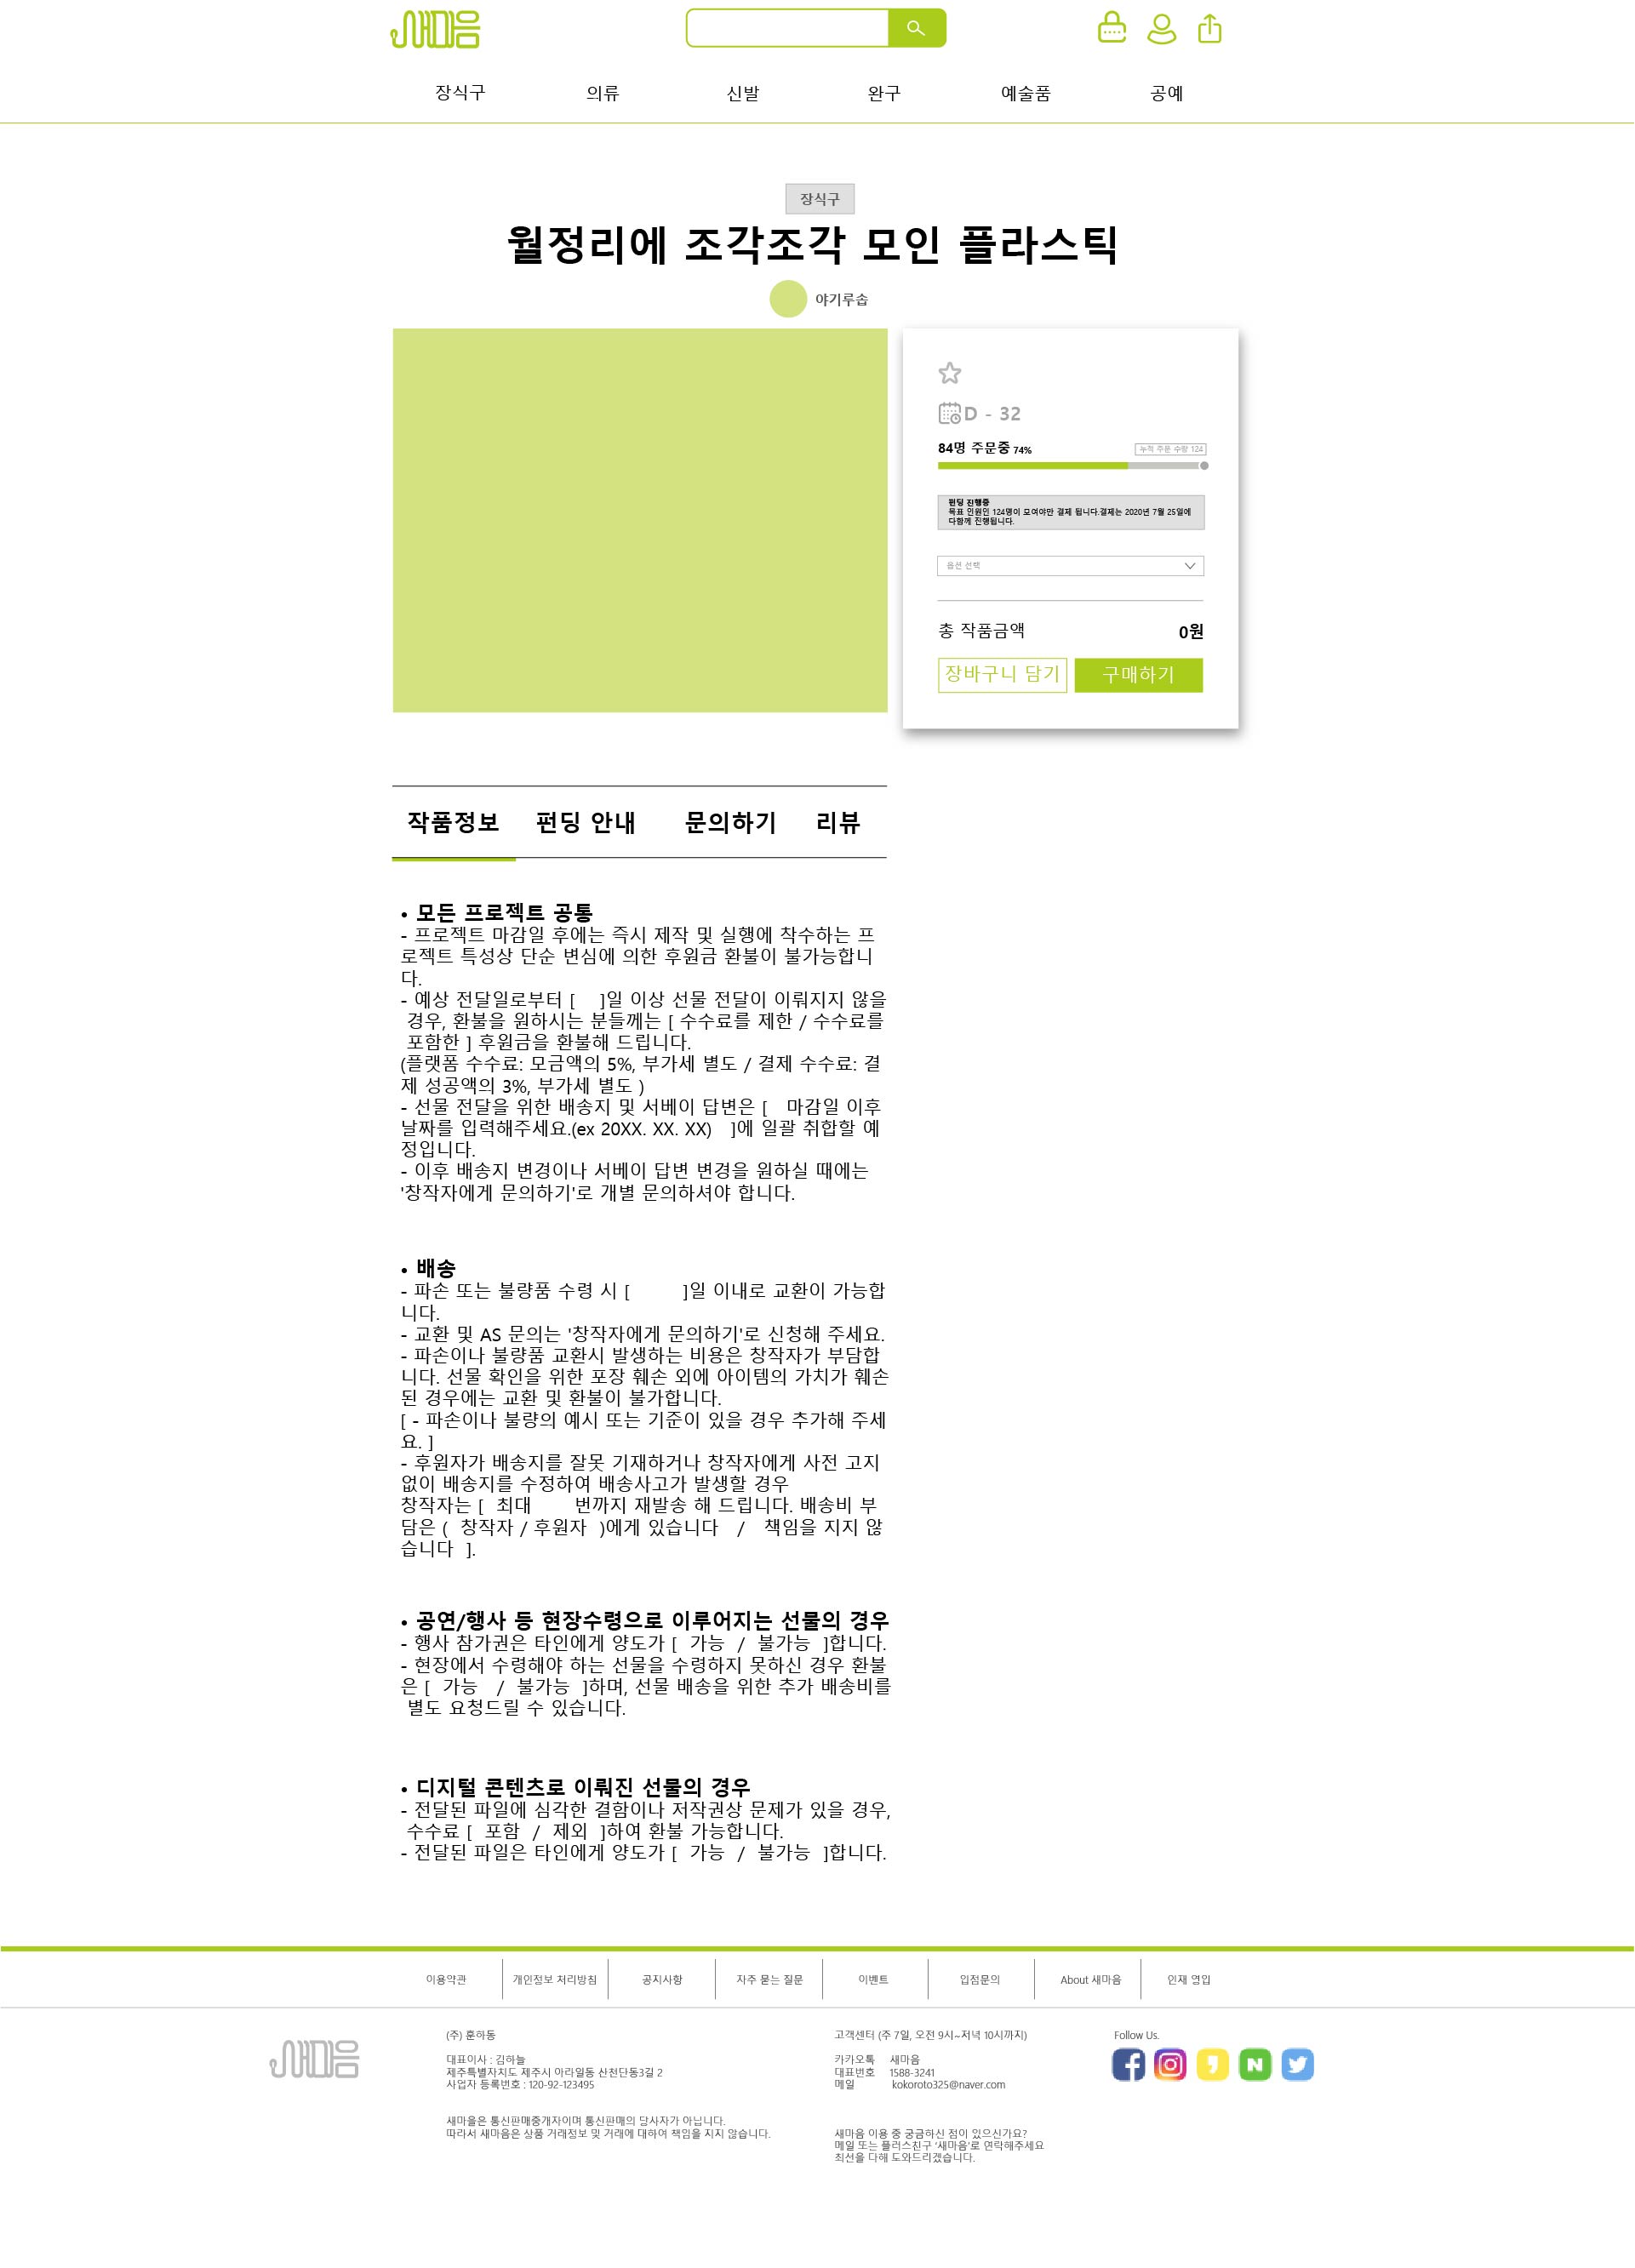 새마음
장식구 의류 신발 완구 예술품 공예
장식구
월정리에 조각조각 모인 플라스틱
야기루솝
D - 32
84명 주문중 74%
누적 주문 수량 124
펀딩 진행중
목표 인원인 124명이 모여야만 결제 됩니다.결제는 2020년 7월 25일에
다함께 진행됩니다.
옵션 선택
총 작품금액 0원
장바구니 담기 구매하기
작품정보 펀딩 안내 문의하기 리뷰
• 모든 프로젝트 공통
- 프로젝트 마감일 후에는 즉시 제작 및 실행에 착수하는 프
로젝트 특성상 단순 변심에 의한 후원금 환불이 불가능합니
다.
- 예상 전달일로부터 [ ]일 이상 선물 전달이 이뤄지지 않을
경우, 환불을 원하시는 분들께는 [ 수수료를 제한 / 수수료를
포함한 ] 후원금을 환불해 드립니다.
(플랫폼 수수료: 모금액의 5%, 부가세 별도 / 결제 수수료: 결
제 성공액의 3%, 부가세 별도 )
- 선물 전달을 위한 배송지 및 서베이 답변은 [ 마감일 이후
날짜를 입력해주세요.(ex 20XX. XX. XX) ]에 일괄 취합할 예
정입니다.
- 이후 배송지 변경이나 서베이 답변 변경을 원하실 때에는
'창작자에게 문의하기'로 개별 문의하셔야 합니다.
• 배송
- 파손 또는 불량품 수령 시 [ ]일 이내로 교환이 가능합
니다.
- 교환 및 AS 문의는 '창작자에게 문의하기'로 신청해 주세요.
- 파손이나 불량품 교환시 발생하는 비용은 창작자가 부담합
니다. 선물 확인을 위한 포장 훼손 외에 아이템의 가치가 훼손
된 경우에는 교환 및 환불이 불가합니다.
[ - 파손이나 불량의 예시 또는 기준이 있을 경우 추가해 주세
요. ]
- 후원자가 배송지를 잘못 기재하거나 창작자에게 사전 고지
없이 배송지를 수정하여 배송사고가 발생할 경우
창작자는 [ 최대 번까지 재발송 해 드립니다. 배송비 부
담은 ( 창작자 / 후원자 )에게 있습니다 / 책임을 지지 않
습니다 ].
• 공연/행사 등 현장수령으로 이루어지는 선물의 경우
- 행사 참가권은 타인에게 양도가 [ 가능 / 불가능 ]합니다.
- 현장에서 수령해야 하는 선물을 수령하지 못하신 경우 환불
은 [ 가능 / 불가능 ]하며, 선물 배송을 위한 추가 배송비를
별도 요청드릴 수 있습니다.
• 디지털 콘텐츠로 이뤄진 선물의 경우
- 전달된 파일에 심각한 결함이나 저작권상 문제가 있을 경우,
수수료 [ 포함 / 제외 ]하여 환불 가능합니다.
- 전달된 파일은 타인에게 양도가 [ 가능 / 불가능 ]합니다.
이용약관 개인정보 처리방침 공지사항 자주 묻는 질문 이벤트 입점문의 About 새마음 인재 영입
새마음
(주) 훈하동
대표이사 : 김하늘
제주특별자치도 제주시 아라일동 산천단동3길 2
사업자 등록번호 : 120-92-123495
새마을은 통신판매중개자이며 통신판매의 당사자가 아닙니다.
따라서 새마음은 상품 거래정보 및 거래에 대하여 책임을 지지 않습니다.
고객센터 (주 7일, 오전 9시~저녁 10시까지)
카카오톡 새마음
대표번호 1588-3241
메일 kokoroto325@naver.com
새마음 이용 중 궁금하신 점이 있으신가요?
메일 또는 플러스친구 '새마음'로 연락해주세요
최선을 다해 도와드리겠습니다.
Follow Us.